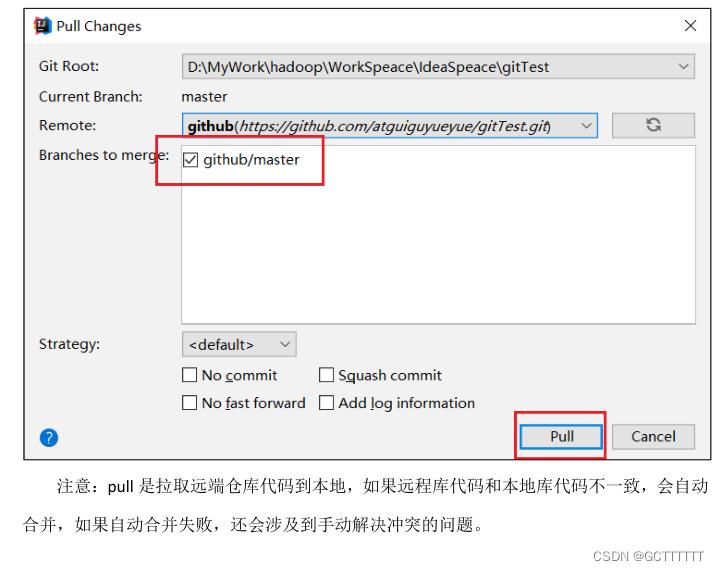 Pull Changes
Git Root: D:\MyWork\hadoop\WorkSpeace\IdeaSpeace\gitTest
Current Branch: master
Remote: github(https://github.com/atguiguyueyue/gitTest.git)
Branches to merge: github/master
Strategy: <default>
No commit Squash commit
No fast forward Add log information
? Pull Cancel
注意：pull 是拉取远端仓库代码到本地，如果远程库代码和本地库代码不一致，会自动
合并，如果自动合并失败，还会涉及到手动解决冲突的问题。
CSDN @GCTTTTTT